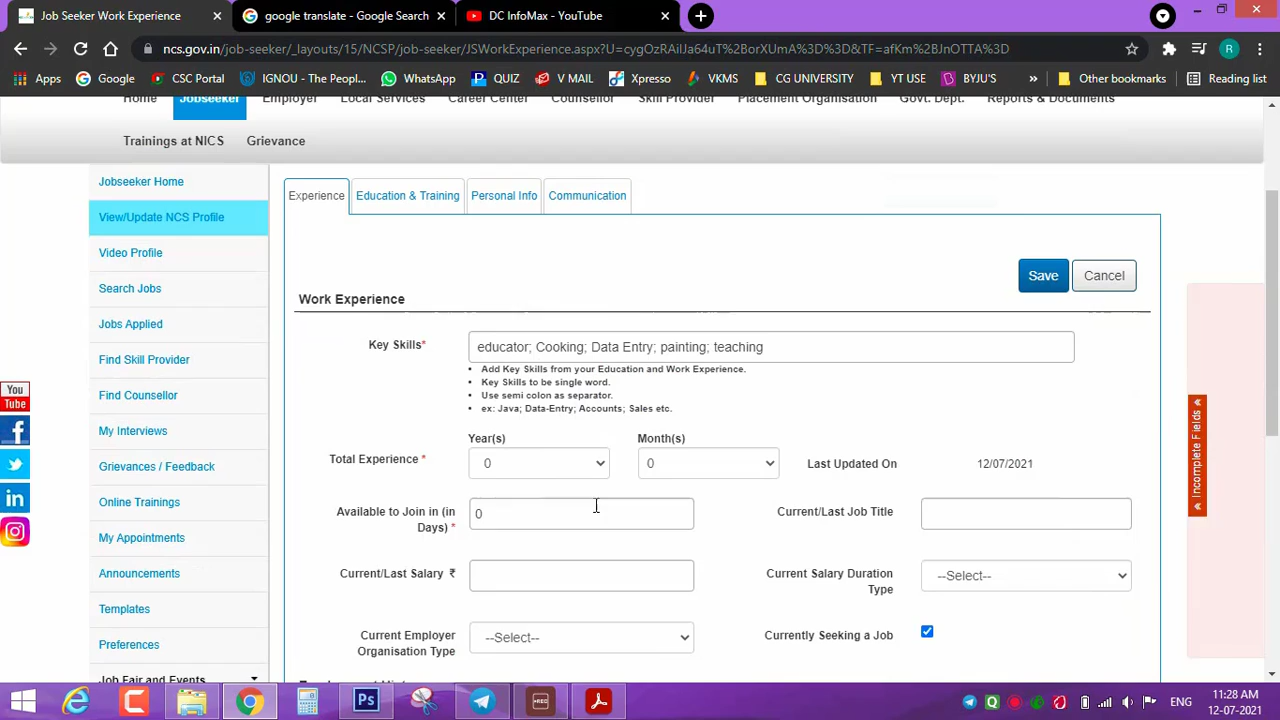 Job Seeker Work Experience
google translate - Google Search
DC InfoMax - YouTube
ncs.gov.in/job-seeker/_layouts/15/NCSP/job-seeker/JSWorkExperience.aspx?U=cygOzRAilJa64uT%2BorXUmA%3D%3D&TF=afKm%2BJnOTTA%3D
R
Apps
Google
CSC Portal
IGNOU - The Peopl...
WhatsApp
QUIZ
V MAIL
Xpresso
VKMS
CG UNIVERSITY
YT USE
BYJU'S
»
Other bookmarks
Reading list
Home
Jobseeker
Employer
Local Services
Career Center
Counsellor
Skill Provider
Placement Organisation
Govt. Dept.
Reports & Documents
Trainings at NICS
Grievance
Jobseeker Home
View/Update NCS Profile
Video Profile
Search Jobs
Jobs Applied
Find Skill Provider
Find Counsellor
My Interviews
Grievances / Feedback
Online Trainings
My Appointments
Announcements
Templates
Preferences
Job Fair and Events
You
Tube
Experience
Education & Training
Personal Info
Communication
Save
Cancel
Work Experience
Key Skills*
educator; Cooking; Data Entry; painting; teaching
• Add Key Skills from your Education and Work Experience.
• Key Skills to be single word.
• Use semi colon as separator.
• ex: Java; Data-Entry; Accounts; Sales etc.
Year(s)
Month(s)
Total Experience *
0
0
Last Updated On
12/07/2021
Available to Join in (in
Days) *
0
Current/Last Job Title
Current/Last Salary ₹
Current Salary Duration
Type
--Select--
Current Employer
Organisation Type
--Select--
Currently Seeking a Job
Incomplete Fields »
Ps
REC
ENG
11:28 AM
12-07-2021